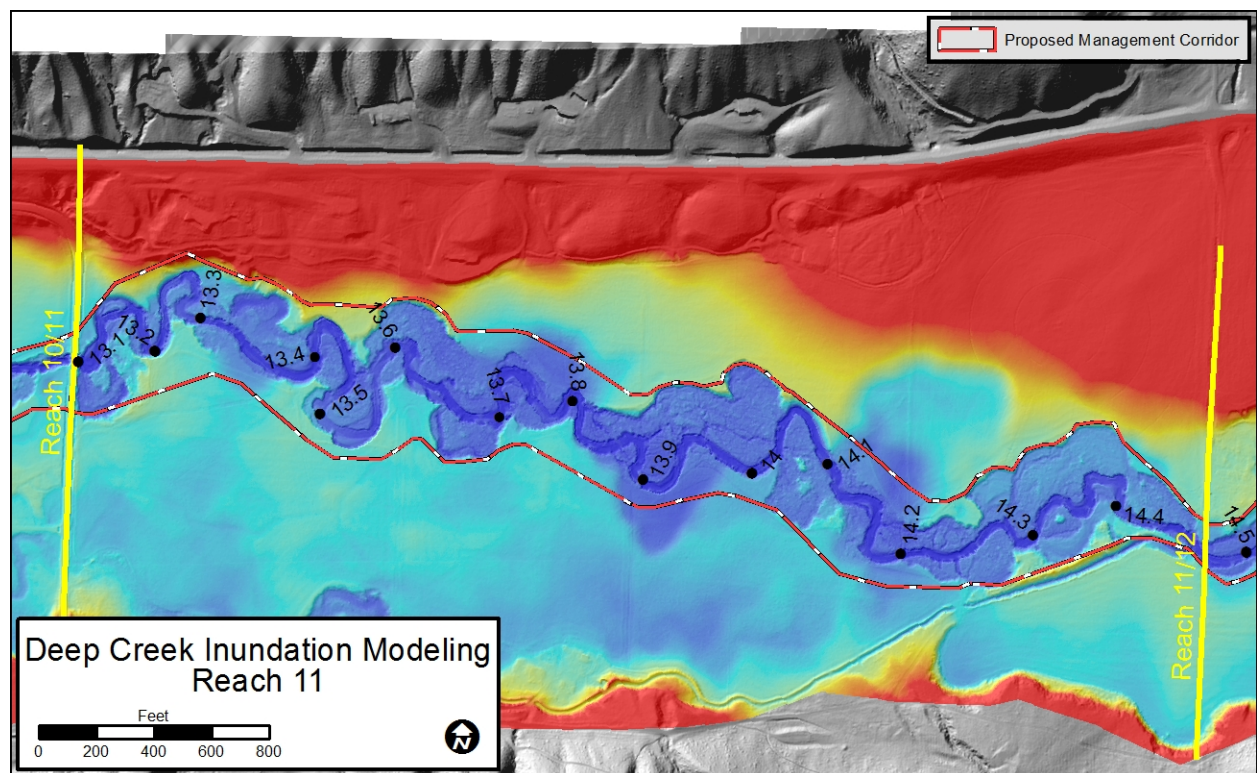 Proposed Management Corridor
Reach 10/11
13.1
13.2
13.3
13.4
13.5
13.6
13.7
13.8
13.9
14
14.1
14.2
14.3
14.4
14.5
Reach 11/12
Deep Creek Inundation Modeling
Reach 11
Feet
0 200 400 600 800
N